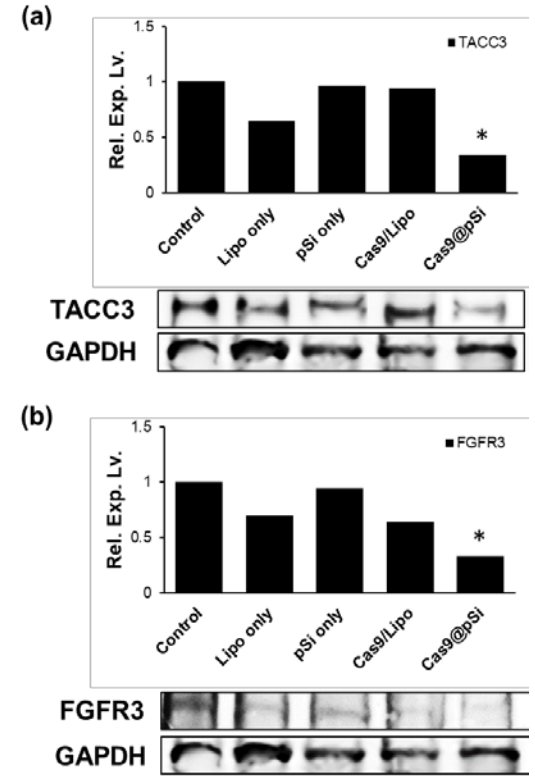 (a)
1.5
TACC3
1
Rel. Exp. Lv.
0.5
*
0
Control
Lipo only
pSi only
Cas9/Lipo
Cas9@pSi
TACC3
GAPDH
(b)
1.5
FGFR3
1
Rel. Exp. Lv.
0.5
*
0
Control
Lipo only
pSi only
Cas9/Lipo
Cas9@pSi
FGFR3
GAPDH